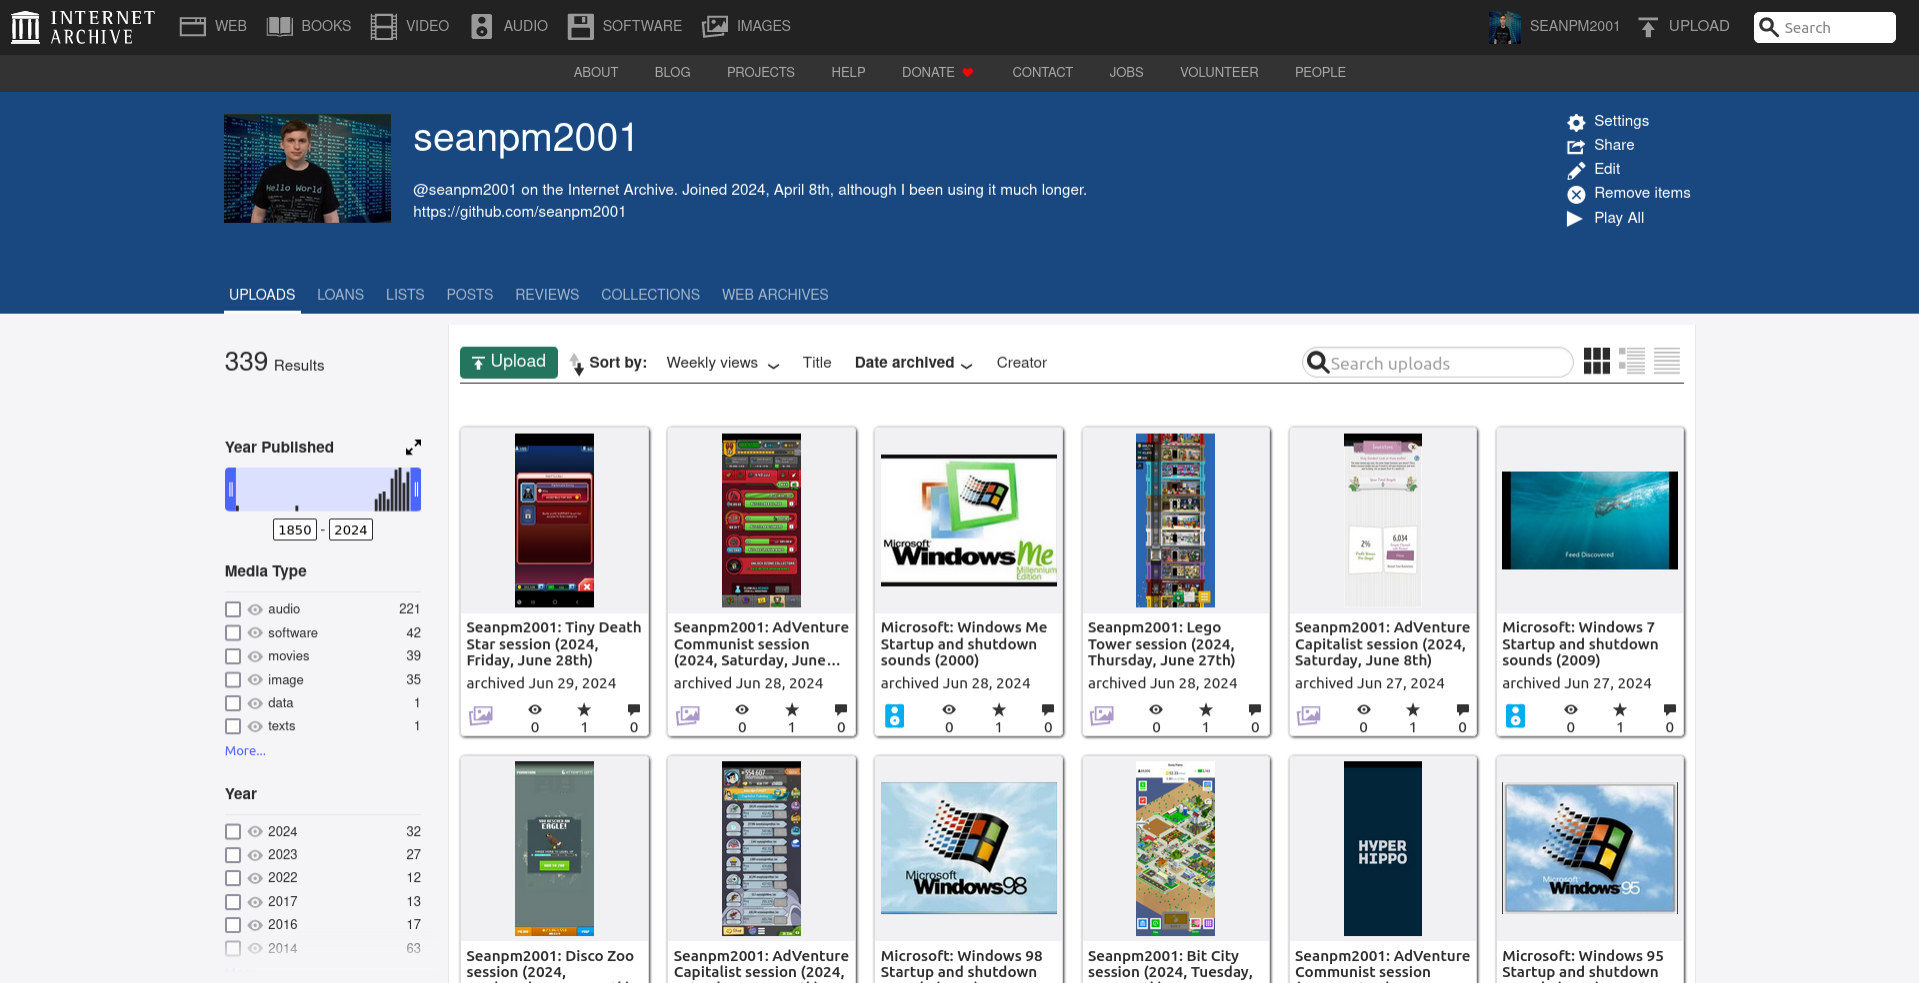 INTERNET
ARCHIVE
WEB BOOKS VIDEO AUDIO SOFTWARE IMAGES
SEANPM2001 UPLOAD Search
ABOUT BLOG PROJECTS HELP DONATE CONTACT JOBS VOLUNTEER PEOPLE
Hello World
seanpm2001
@seanpm2001 on the Internet Archive. Joined 2024, April 8th, although I been using it much longer.
https://github.com/seanpm2001
Settings
Share
Edit
Remove items
Play All
UPLOADS LOANS LISTS POSTS REVIEWS COLLECTIONS WEB ARCHIVES
339 Results
Year Published
1850 - 2024
Media Type
audio 221
software 42
movies 39
image 35
data 1
texts 1
More...
Year
2024 32
2023 27
2022 12
2017 13
2016 17
2014 63
Upload Sort by: Weekly views Title Date archived Creator Search uploads
Seanpm2001: Tiny Death
Star session (2024,
Friday, June 28th)
archived Jun 29, 2024
0 1 0
Seanpm2001: AdVenture
Communist session
(2024, Saturday, June...
archived Jun 28, 2024
0 1 0
Microsoft
Windows Me
Millennium
Edition
Microsoft: Windows Me
Startup and shutdown
sounds (2000)
archived Jun 28, 2024
0 1 0
Seanpm2001: Lego
Tower session (2024,
Thursday, June 27th)
archived Jun 28, 2024
0 1 0
2% 6,034
Seanpm2001: AdVenture
Capitalist session (2024,
Saturday, June 8th)
archived Jun 27, 2024
0 1 0
Feed Discovered
Microsoft: Windows 7
Startup and shutdown
sounds (2009)
archived Jun 27, 2024
0 1 0
EAGLE!
Seanpm2001: Disco Zoo
session (2024,
Seanpm2001: AdVenture
Capitalist session (2024,
Microsoft
Windows98
Microsoft: Windows 98
Startup and shutdown
Seanpm2001: Bit City
session (2024, Tuesday,
HYPER
HIPPO
Seanpm2001: AdVenture
Communist session
Microsoft
Windows95
Microsoft: Windows 95
Startup and shutdown